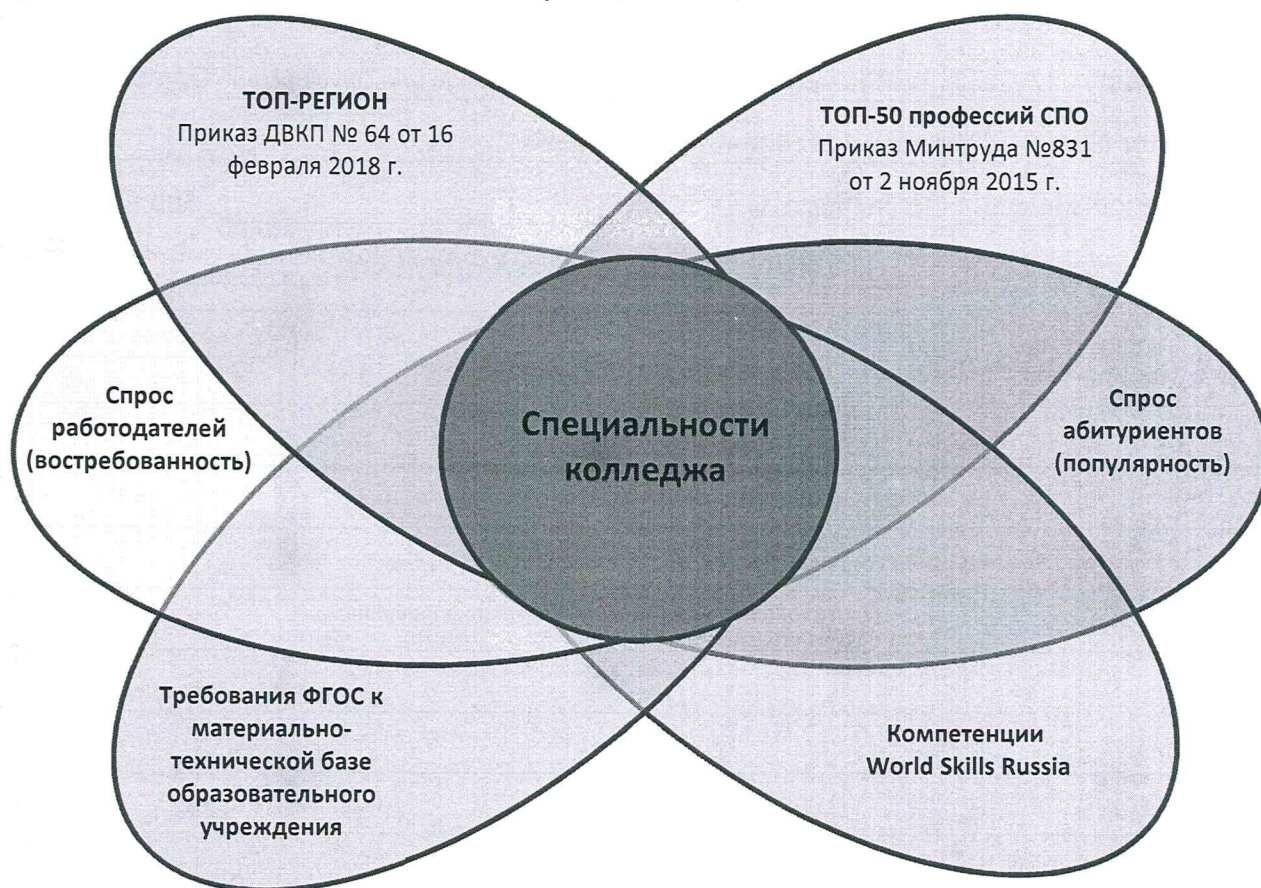 ТОП-РЕГИОН
Приказ ДВКП № 64 от 16
февраля 2018 г.
ТОП-50 профессий СПО
Приказ Минтруда №831
от 2 ноября 2015 г.
Спрос
работодателей
(востребованность)
Специальности
колледжа
Спрос
абитуриентов
(популярность)
Требования ФГОС к
материально-
технической базе
образовательного
учреждения
Компетенции
World Skills Russia